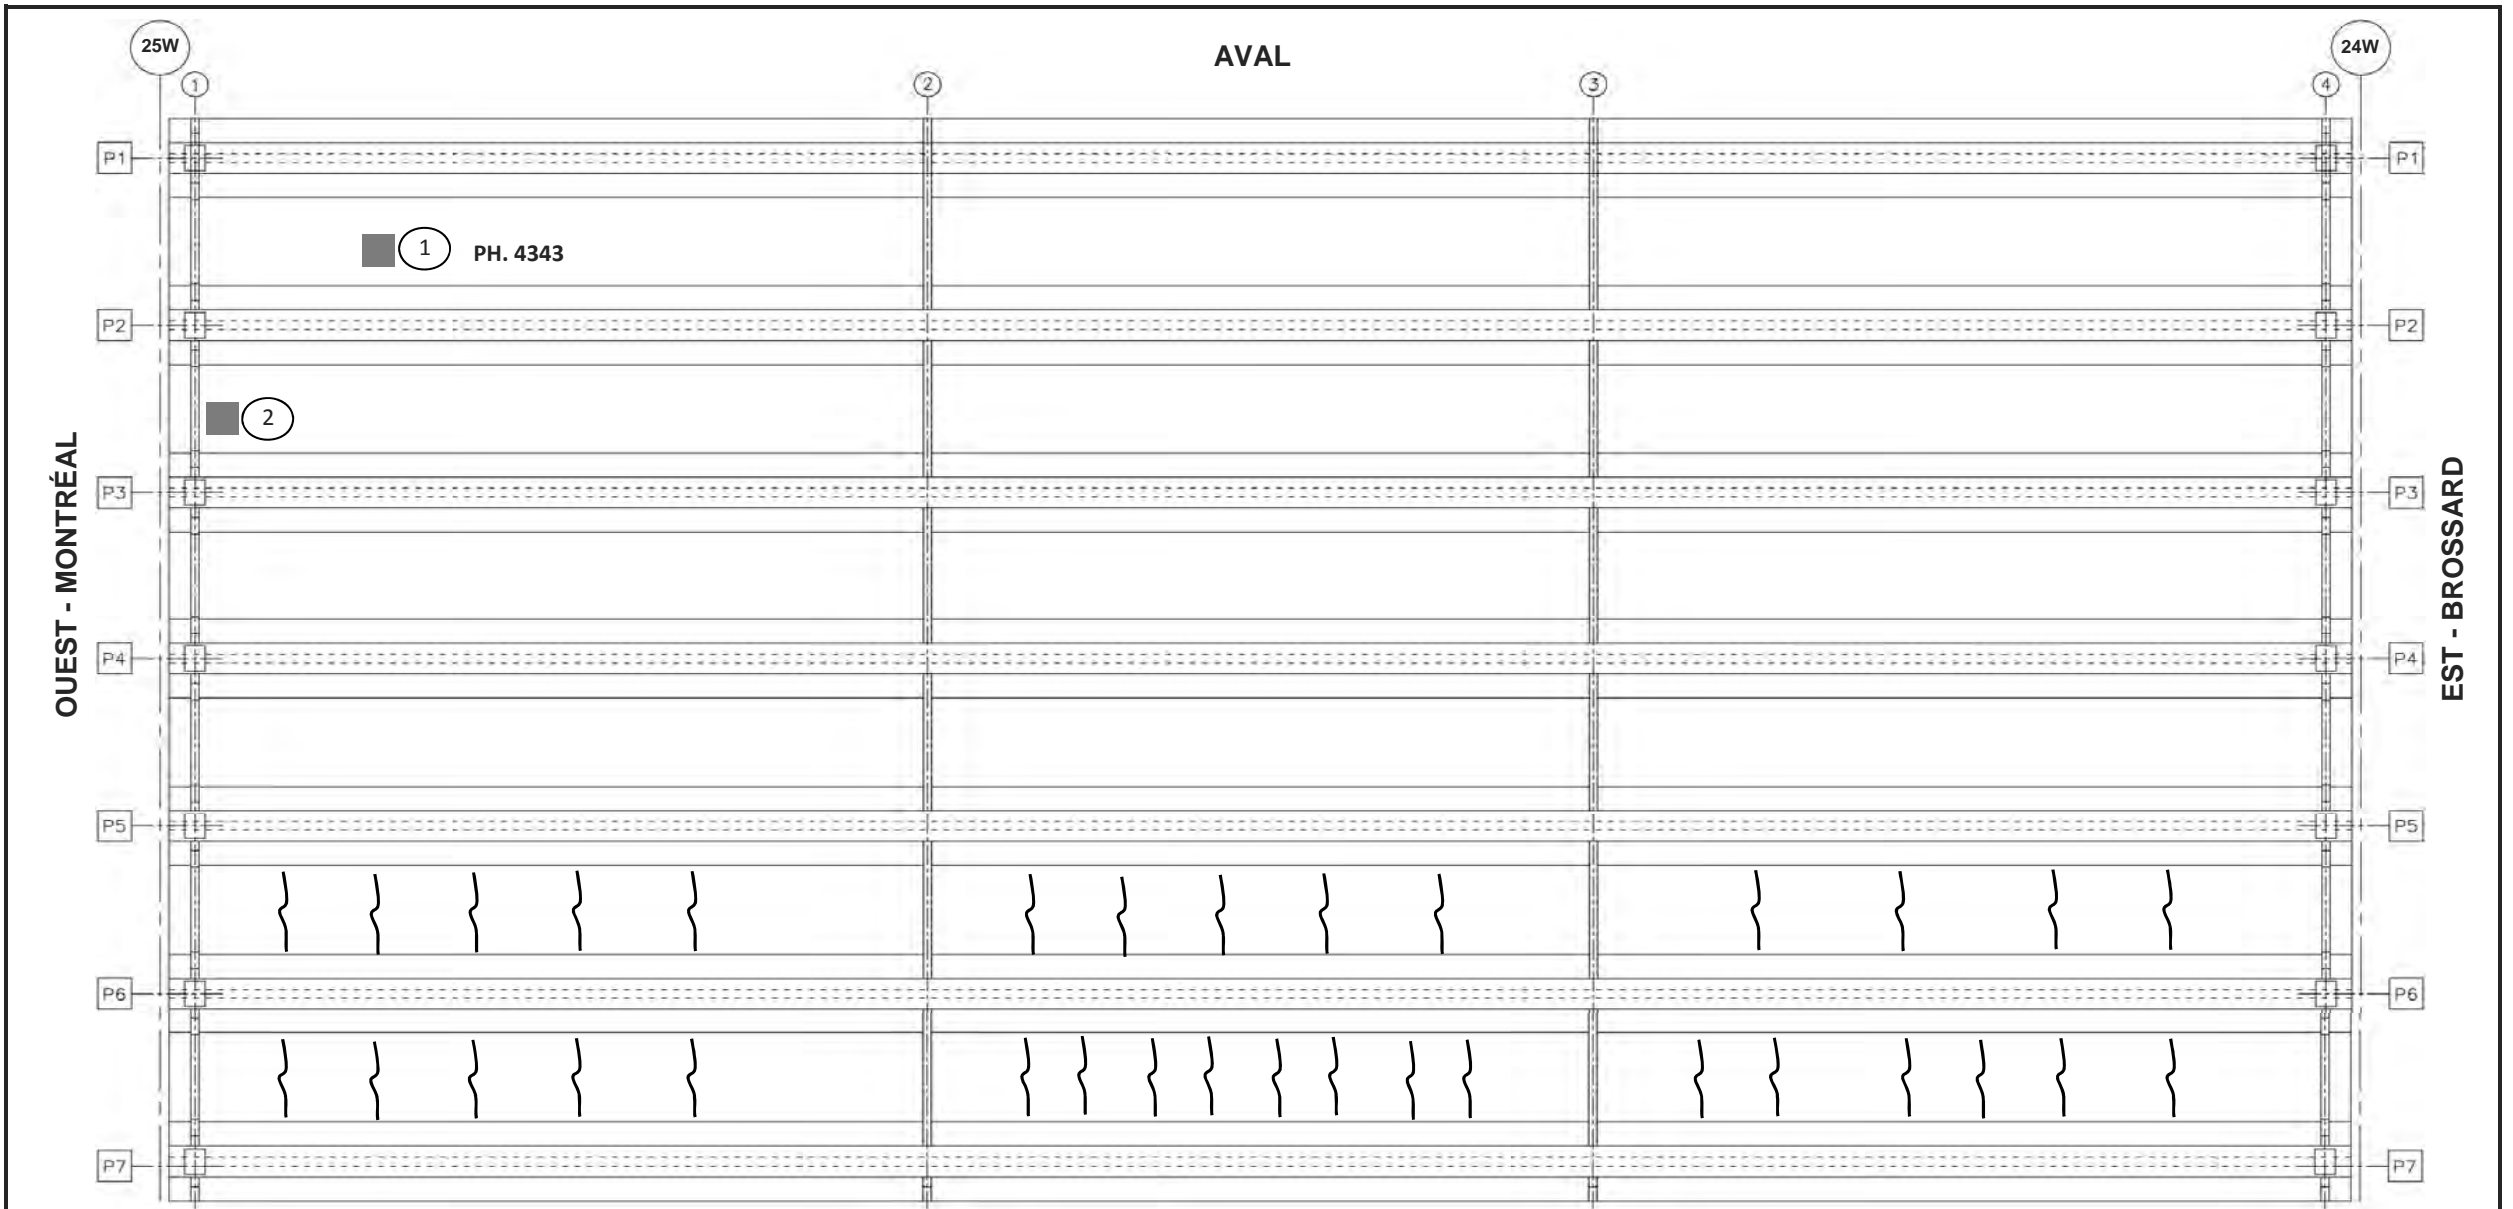 25W
AVAL
24W
1
2
3
4
P1
P1
1
PH. 4343
P2
P2
2
OUEST - MONTRÉAL
EST - BROSSARD
P3
P3
P4
P4
P5
P5
P6
P6
P7
P7